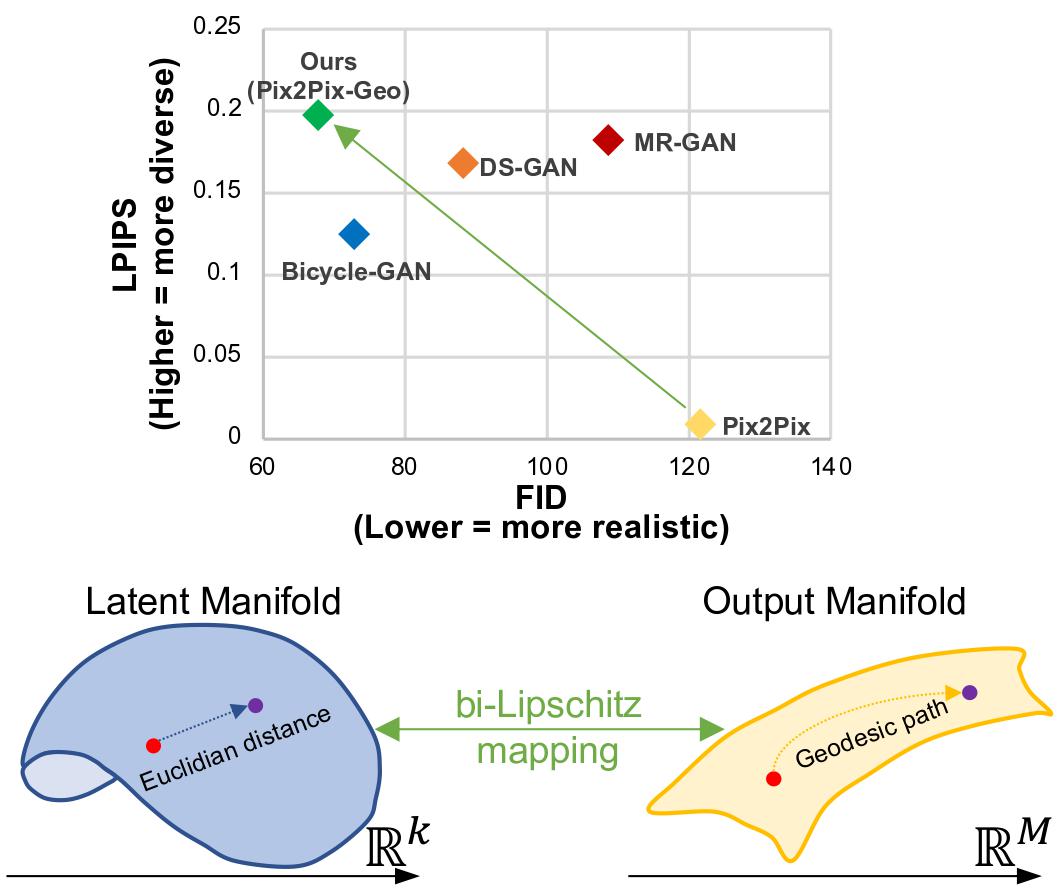 0.25
0.2
0.15
0.1
0.05
0
LPIPS
(Higher = more diverse)
Ours
(Pix2Pix-Geo)
MR-GAN
DS-GAN
Bicycle-GAN
Pix2Pix
60 80 100 120 140
FID
(Lower = more realistic)
Latent Manifold
Output Manifold
Euclidian distance
bi-Lipschitz
mapping
Geodesic path
ℝ^k
ℝ^M